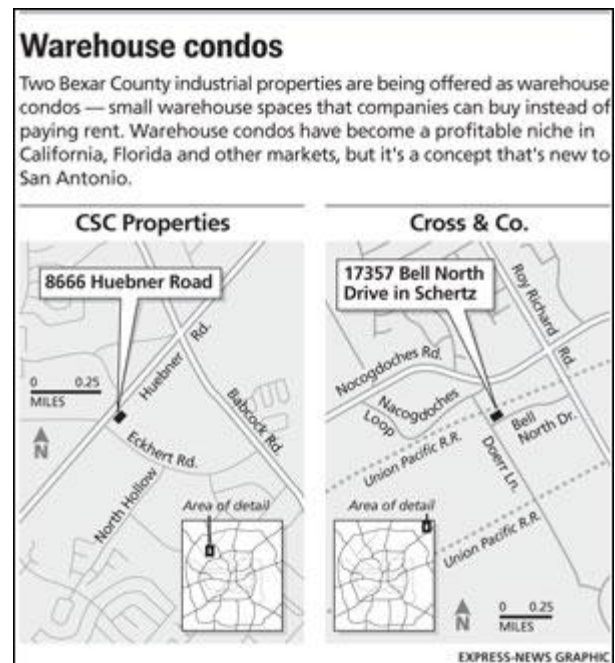 Warehouse condos
Two Bexar County industrial properties are being offered as warehouse
condos — small warehouse spaces that companies can buy instead of
paying rent. Warehouse condos have become a profitable niche in
California, Florida and other markets, but it's a concept that's new to
San Antonio.
CSC Properties
8666 Huebner Road
Huebner Rd.
0 0.25
MILES
Babcock Rd.
N
Eckhert Rd.
North Hollow
Area of detail
Cross & Co.
17357 Bell North
Drive in Schertz
Roy Richard Rd.
Nocogdoches Rd.
Nacogdoches
Loop
Bell
North Dr.
Union Pacific R.R.
Doerr Ln.
Area of detail
Union Pacific R.R.
N
0 0.25
MILES
EXPRESS-NEWS GRAPHIC